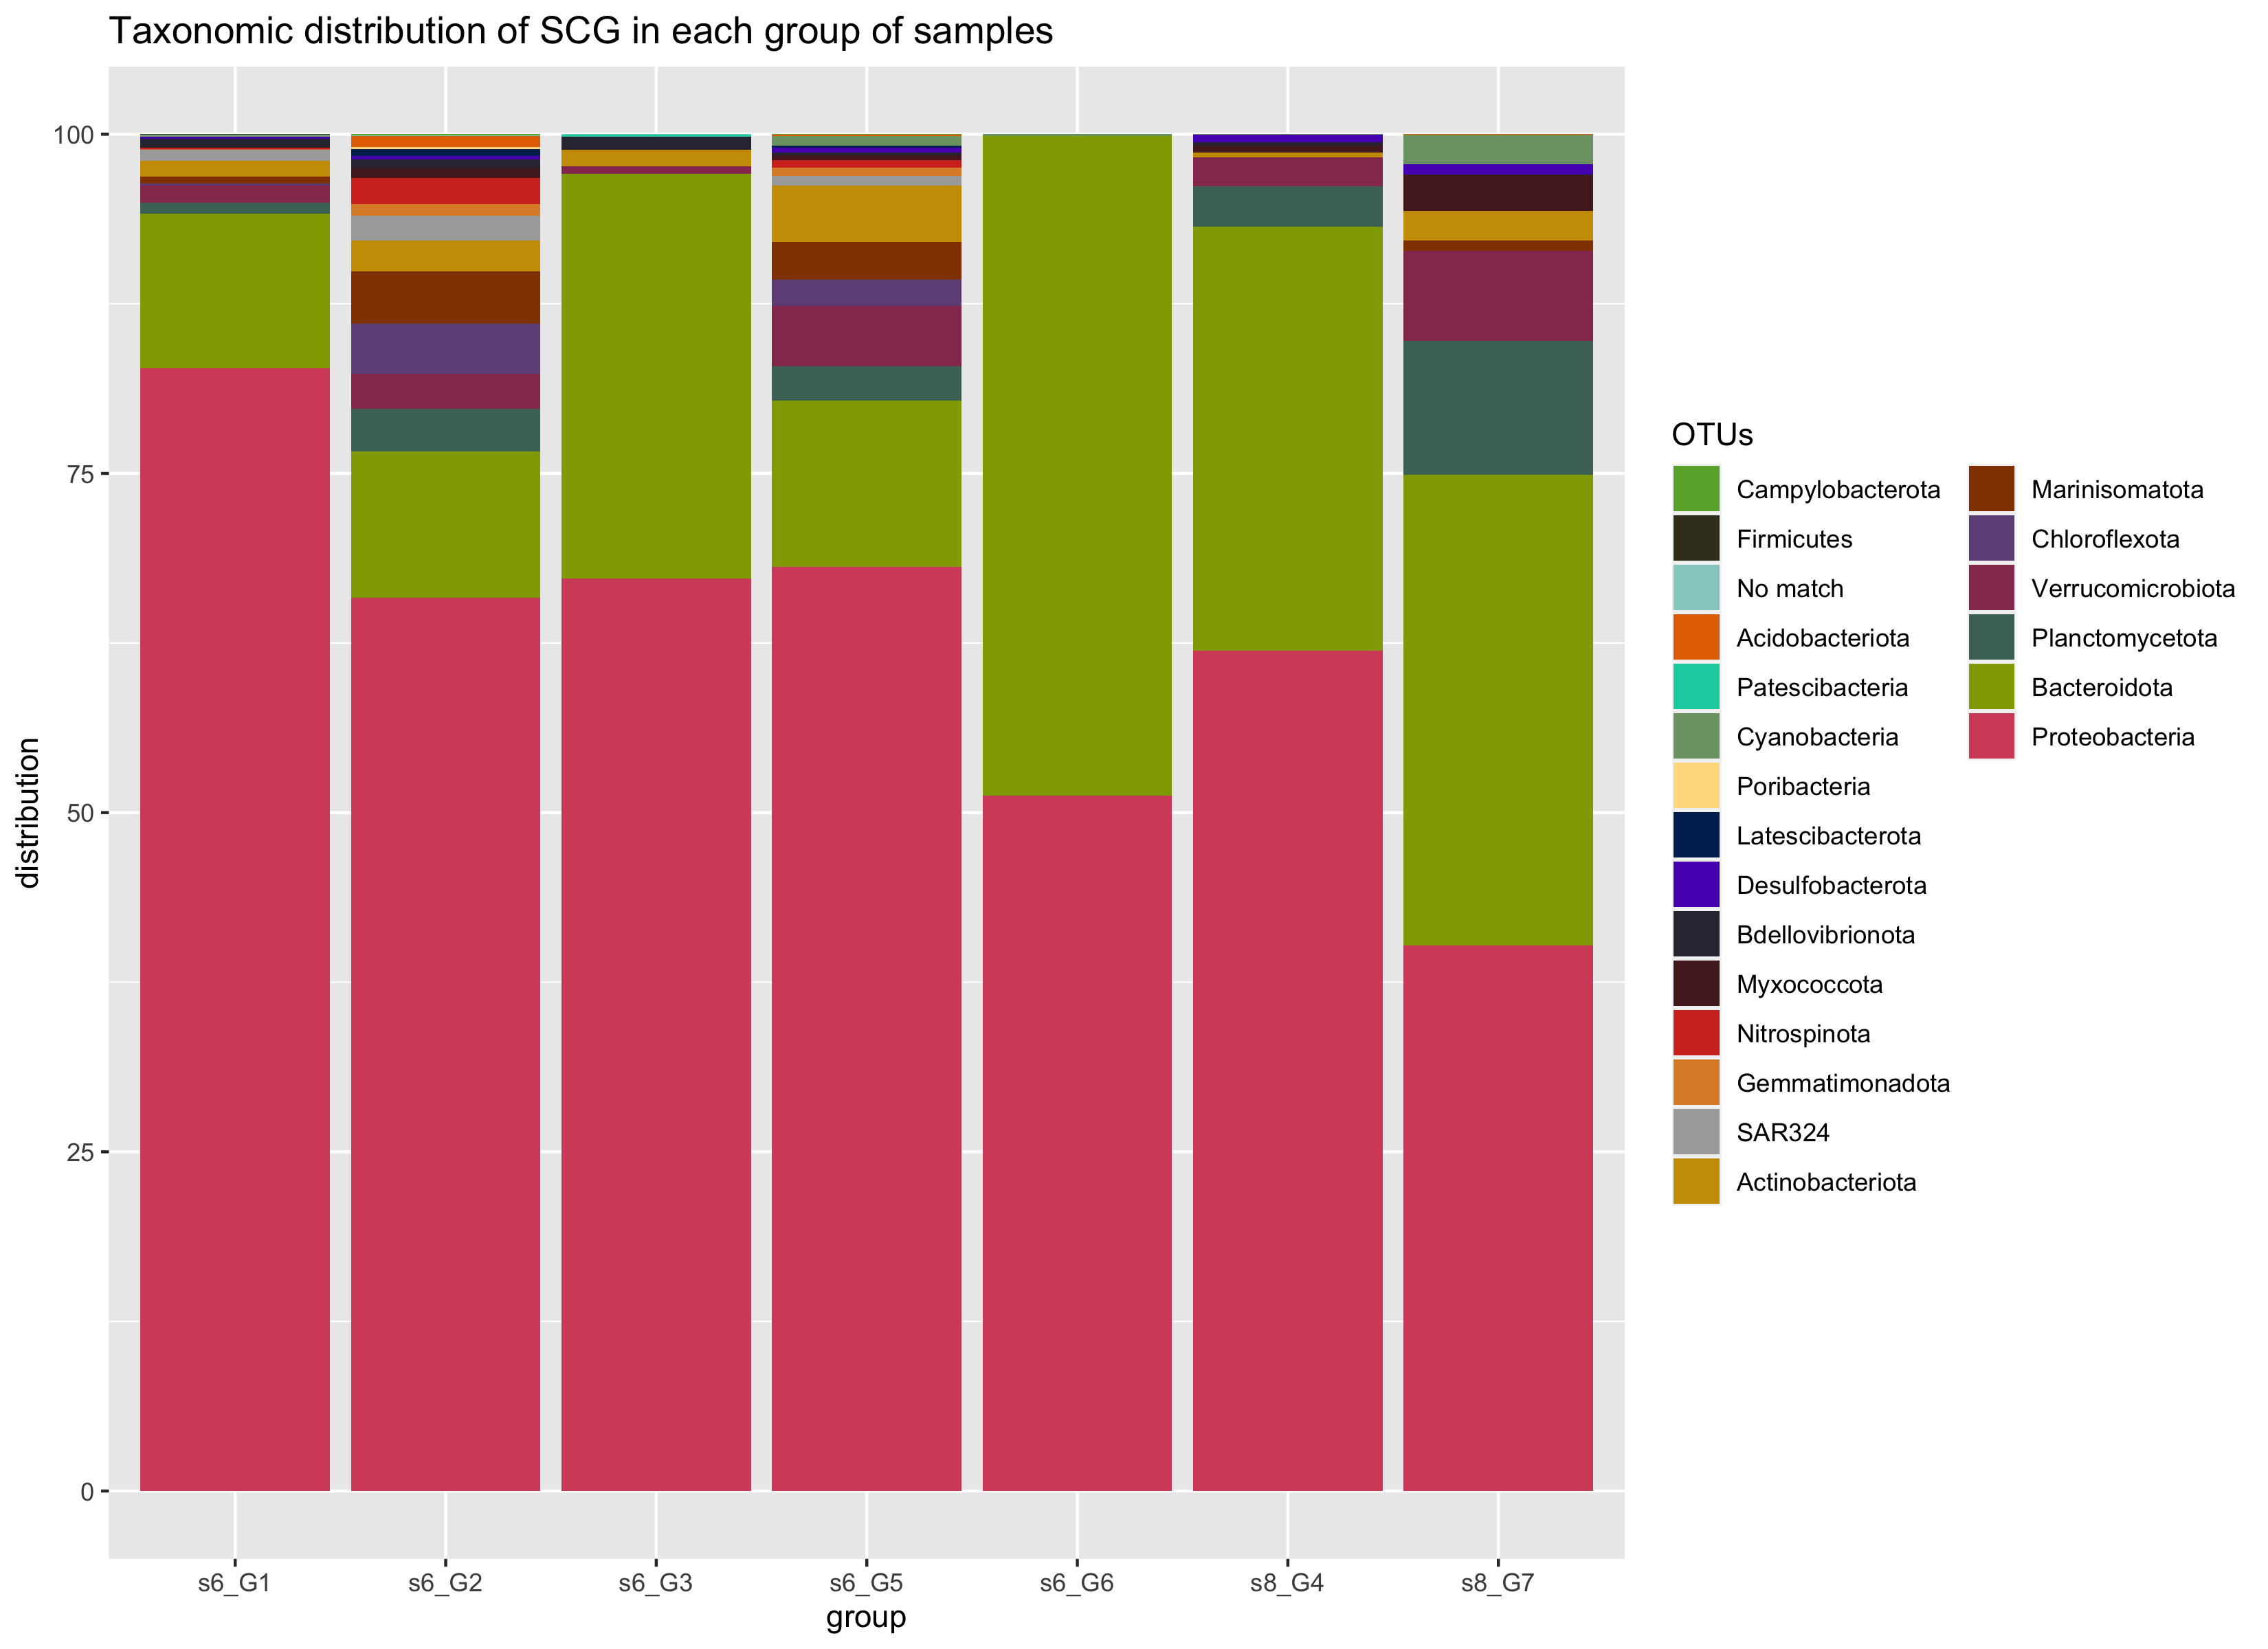 Taxonomic distribution of SCG in each group of samples
distribution
100
75
50
25
0
s6_G1 s6_G2 s6_G3 s6_G5 s6_G6 s8_G4 s8_G7
group
OTUs
Campylobacterota
Firmicutes
No match
Acidobacteriota
Patescibacteria
Cyanobacteria
Poribacteria
Latescibacterota
Desulfobacterota
Bdellovibrionota
Myxococcota
Nitrospinota
Gemmatimonadota
SAR324
Actinobacteriota
Marinisomatota
Chloroflexota
Verrucomicrobiota
Planctomycetota
Bacteroidota
Proteobacteria